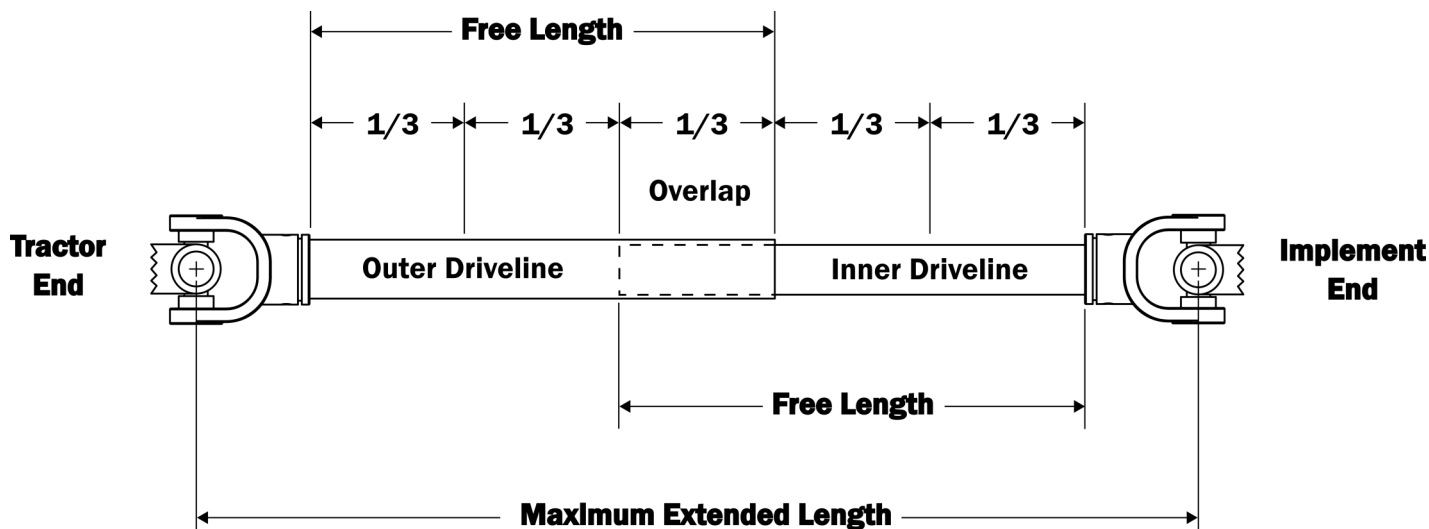 Free Length
1/3 1/3 1/3 1/3 1/3
Overlap
Tractor
End
Outer Driveline
Inner Driveline
Implement
End
Free Length
Maximum Extended Length